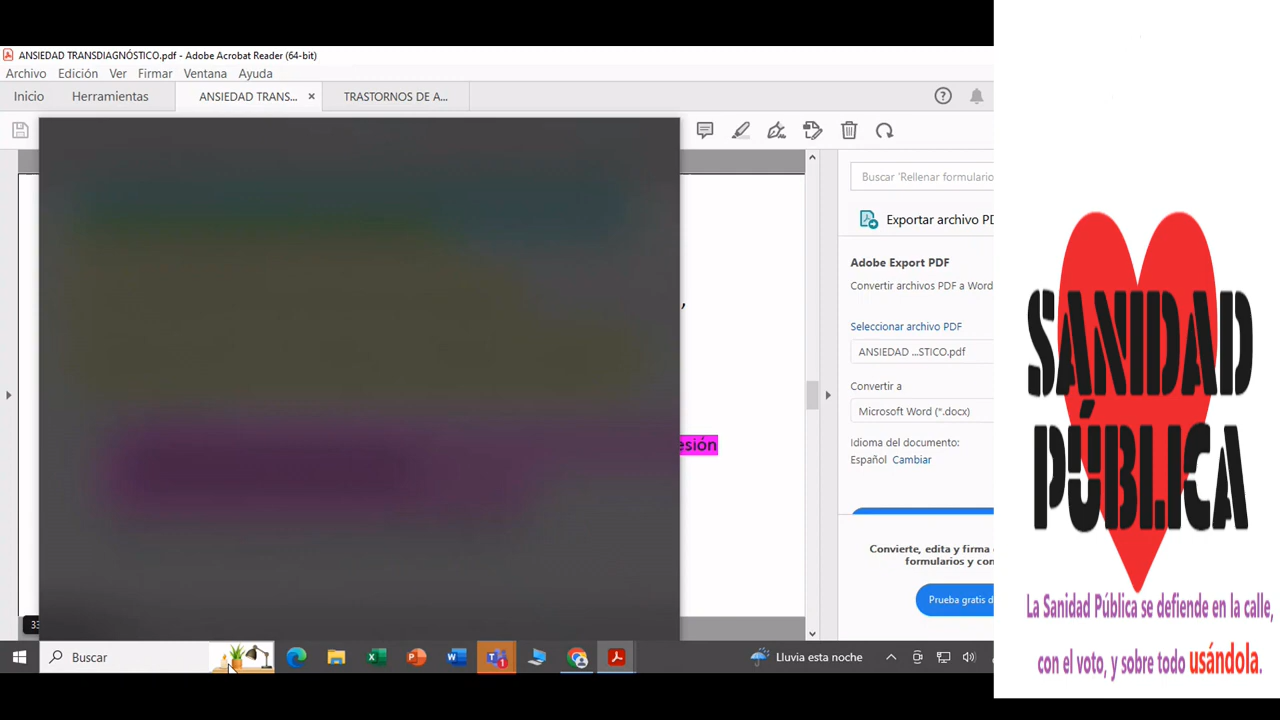 ANSIEDAD TRANSDIAGNÓSTICO.pdf - Adobe Acrobat Reader (64-bit)
Archivo Edición Ver Firmar Ventana Ayuda
Inicio Herramientas ANSIEDAD TRANS... × TRASTORNOS DE A...
Buscar 'Rellenar formulario
Exportar archivo PD
Adobe Export PDF
Convertir archivos PDF a Word
Seleccionar archivo PDF
ANSIEDAD ...STICO.pdf
Convertir a
Microsoft Word (*.docx)
Idioma del documento:
Español Cambiar
esión
Convierte, edita y firma
formularios y con
Prueba gratis d
33
Buscar
Lluvia esta noche
SANIDAD
PÚBLICA
La Sanidad Pública se defiende en la calle,
con el voto, y sobre todo usándola.